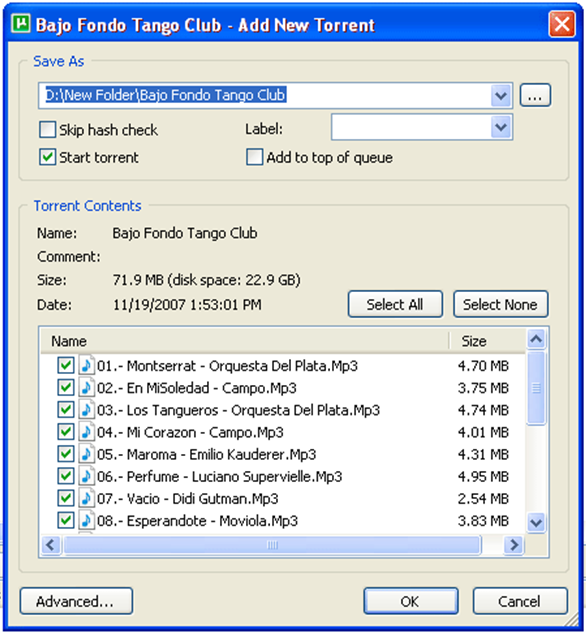 µ Bajo Fondo Tango Club - Add New Torrent
Save As
D:\New Folder\Bajo Fondo Tango Club
...
Skip hash check Label:
Start torrent Add to top of queue
Torrent Contents
Name: Bajo Fondo Tango Club
Comment:
Size: 71.9 MB (disk space: 22.9 GB)
Date: 11/19/2007 1:53:01 PM Select All Select None
Name Size
01.- Montserrat - Orquesta Del Plata.Mp3 4.70 MB
02.- En MiSoledad - Campo.Mp3 3.75 MB
03.- Los Tangueros - Orquesta Del Plata.Mp3 4.74 MB
04.- Mi Corazon - Campo.Mp3 4.01 MB
05.- Maroma - Emilio Kauderer.Mp3 4.31 MB
06.- Perfume - Luciano Supervielle.Mp3 4.95 MB
07.- Vacio - Didi Gutman.Mp3 2.54 MB
08.- Esperandote - Moviola.Mp3 3.83 MB
Advanced... OK Cancel